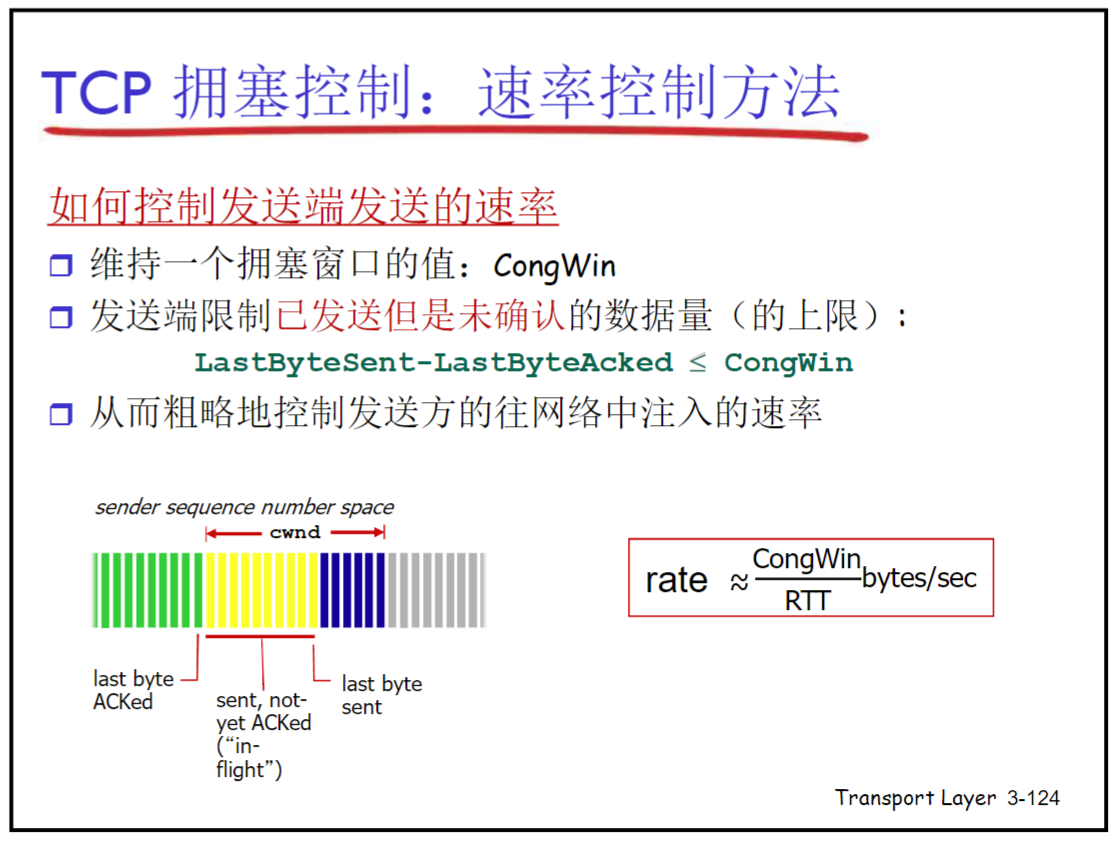 TCP 拥塞控制：速率控制方法
如何控制发送端发送的速率
维持一个拥塞窗口的值：CongWin
发送端限制已发送但是未确认的数据量（的上限）:
LastByteSent-LastByteAcked ≤ CongWin
从而粗略地控制发送方的往网络中注入的速率
sender sequence number space
cwnd
last byte
ACKed
sent, not-
yet ACKed
(“in-
flight”)
last byte
sent
rate ≈ CongWin
RTT
bytes/sec
Transport Layer 3-124